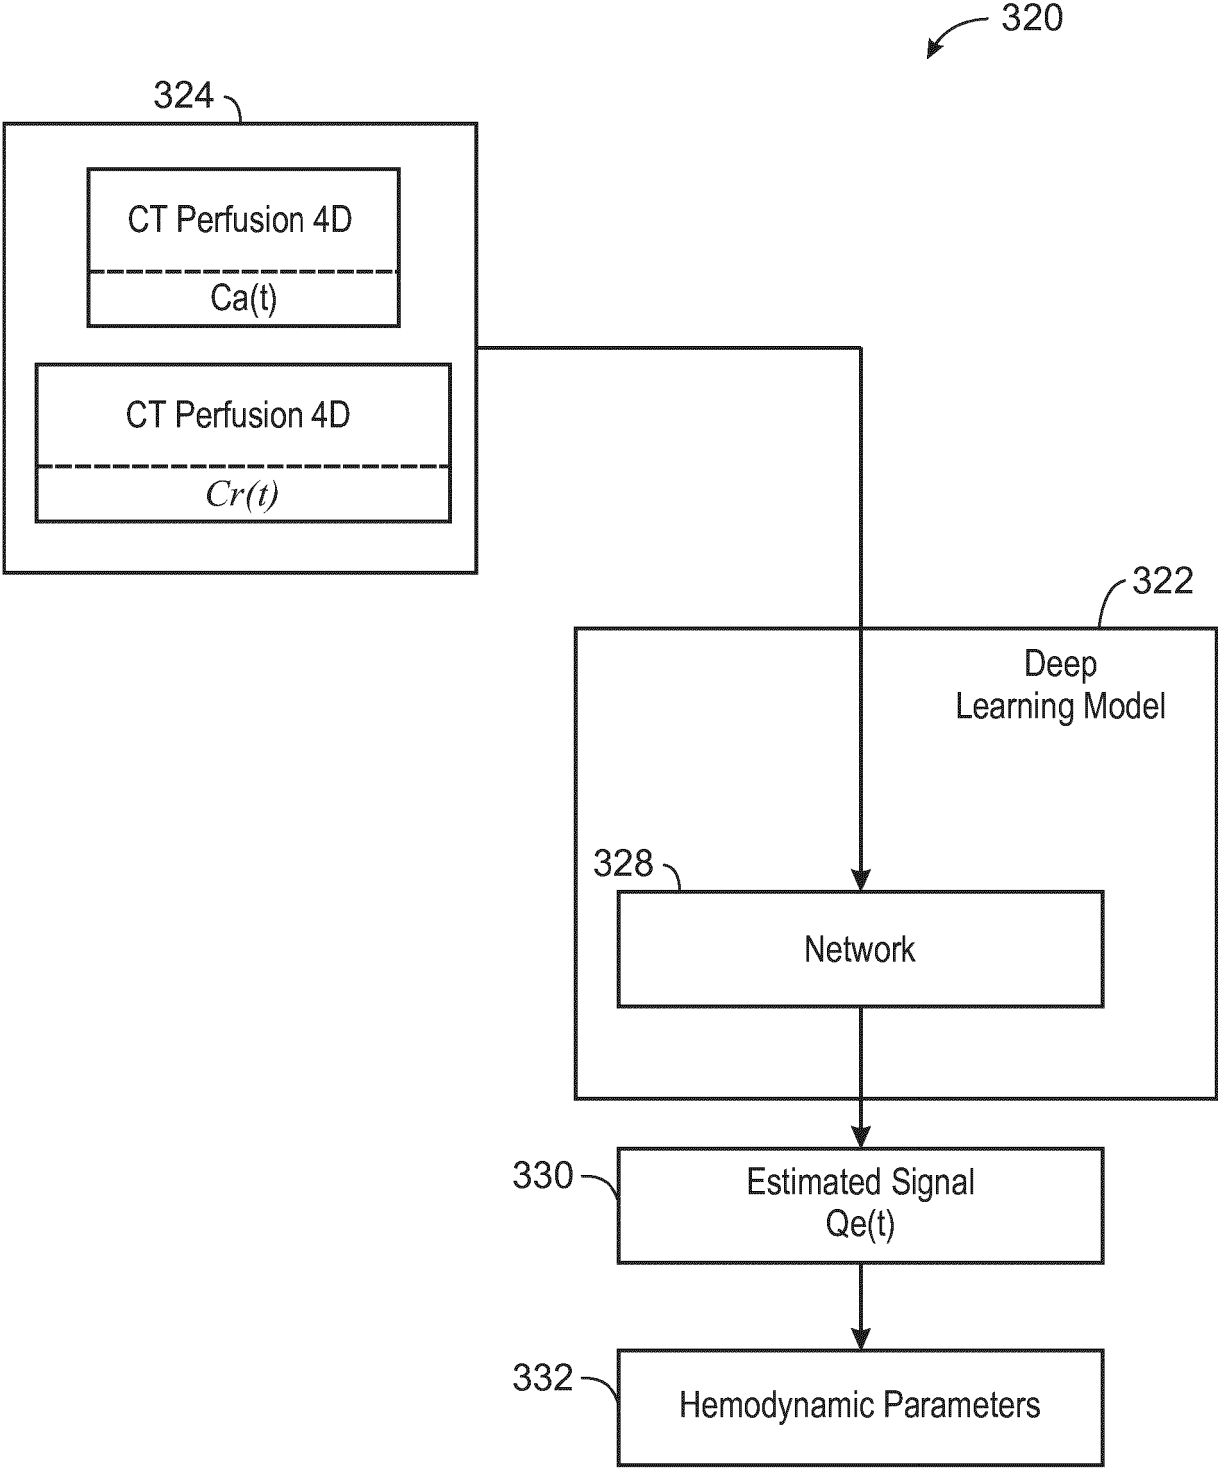 320
324
CT Perfusion 4D
Ca(t)
CT Perfusion 4D
Cr(t)
322
Deep
Learning Model
328
Network
330
Estimated Signal
Qe(t)
332
Hemodynamic Parameters